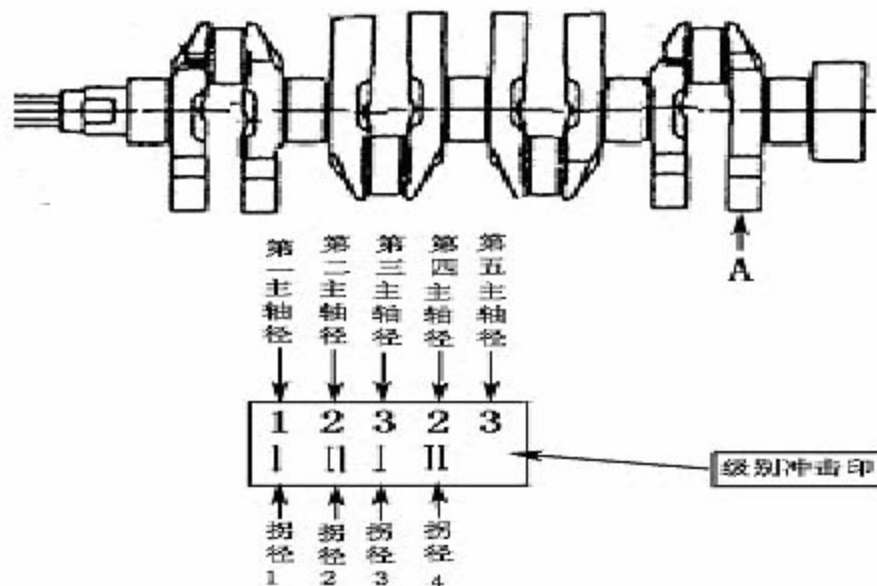 A
第一主轴径
第二主轴径
第三主轴径
第四主轴径
第五主轴径
1 2 3 2 3
I II I II
级别冲击印
拐径1
拐径2
拐径3
拐径4